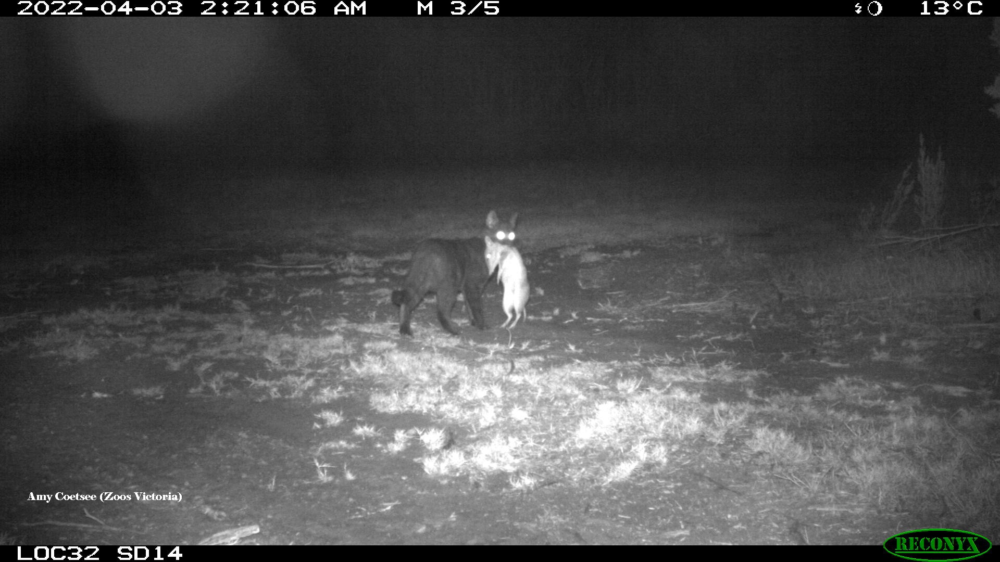 2022-04-03 2:21:06 AM M 3/5 13°C
Amy Coetsee (Zoos Victoria)
LOC32 SD14
RECONYX